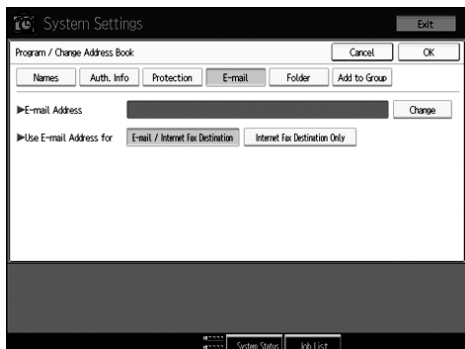 System Settings Exit
Program / Change Address Book Cancel OK
Names Auth. Info Protection E-mail Folder Add to Group
►E-mail Address Change
►Use E-mail Address for E-mail / Internet Fax Destination Internet Fax Destination Only
System Status Job List